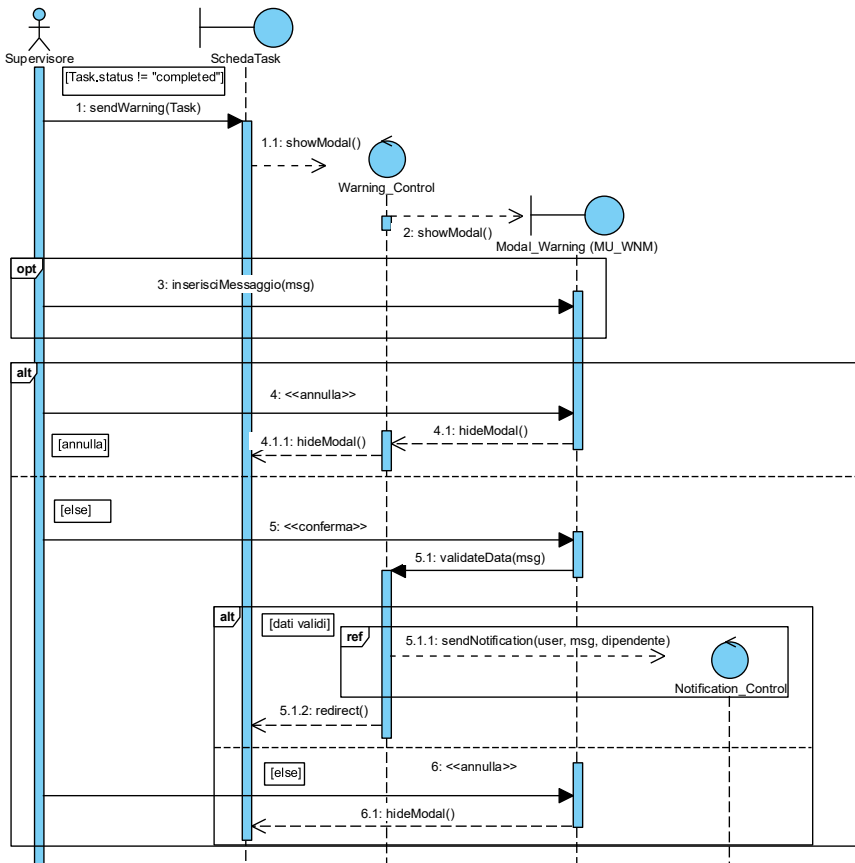 Supervisore
SchedaTask
[Task.status != "completed"]
1: sendWarning(Task)
1.1: showModal()
Warning_Control
2: showModal()
Modal_Warning (MU_WNM)
opt
3: inserisciMessaggio(msg)
alt
4: <<annulla>>
[annulla]
4.1.1: hideModal()
4.1: hideModal()
[else]
5: <<conferma>>
5.1: validateData(msg)
alt
[dati validi]
ref
5.1.1: sendNotification(user, msg, dipendente)
Notification_Control
5.1.2: redirect()
[else]
6: <<annulla>>
6.1: hideModal()